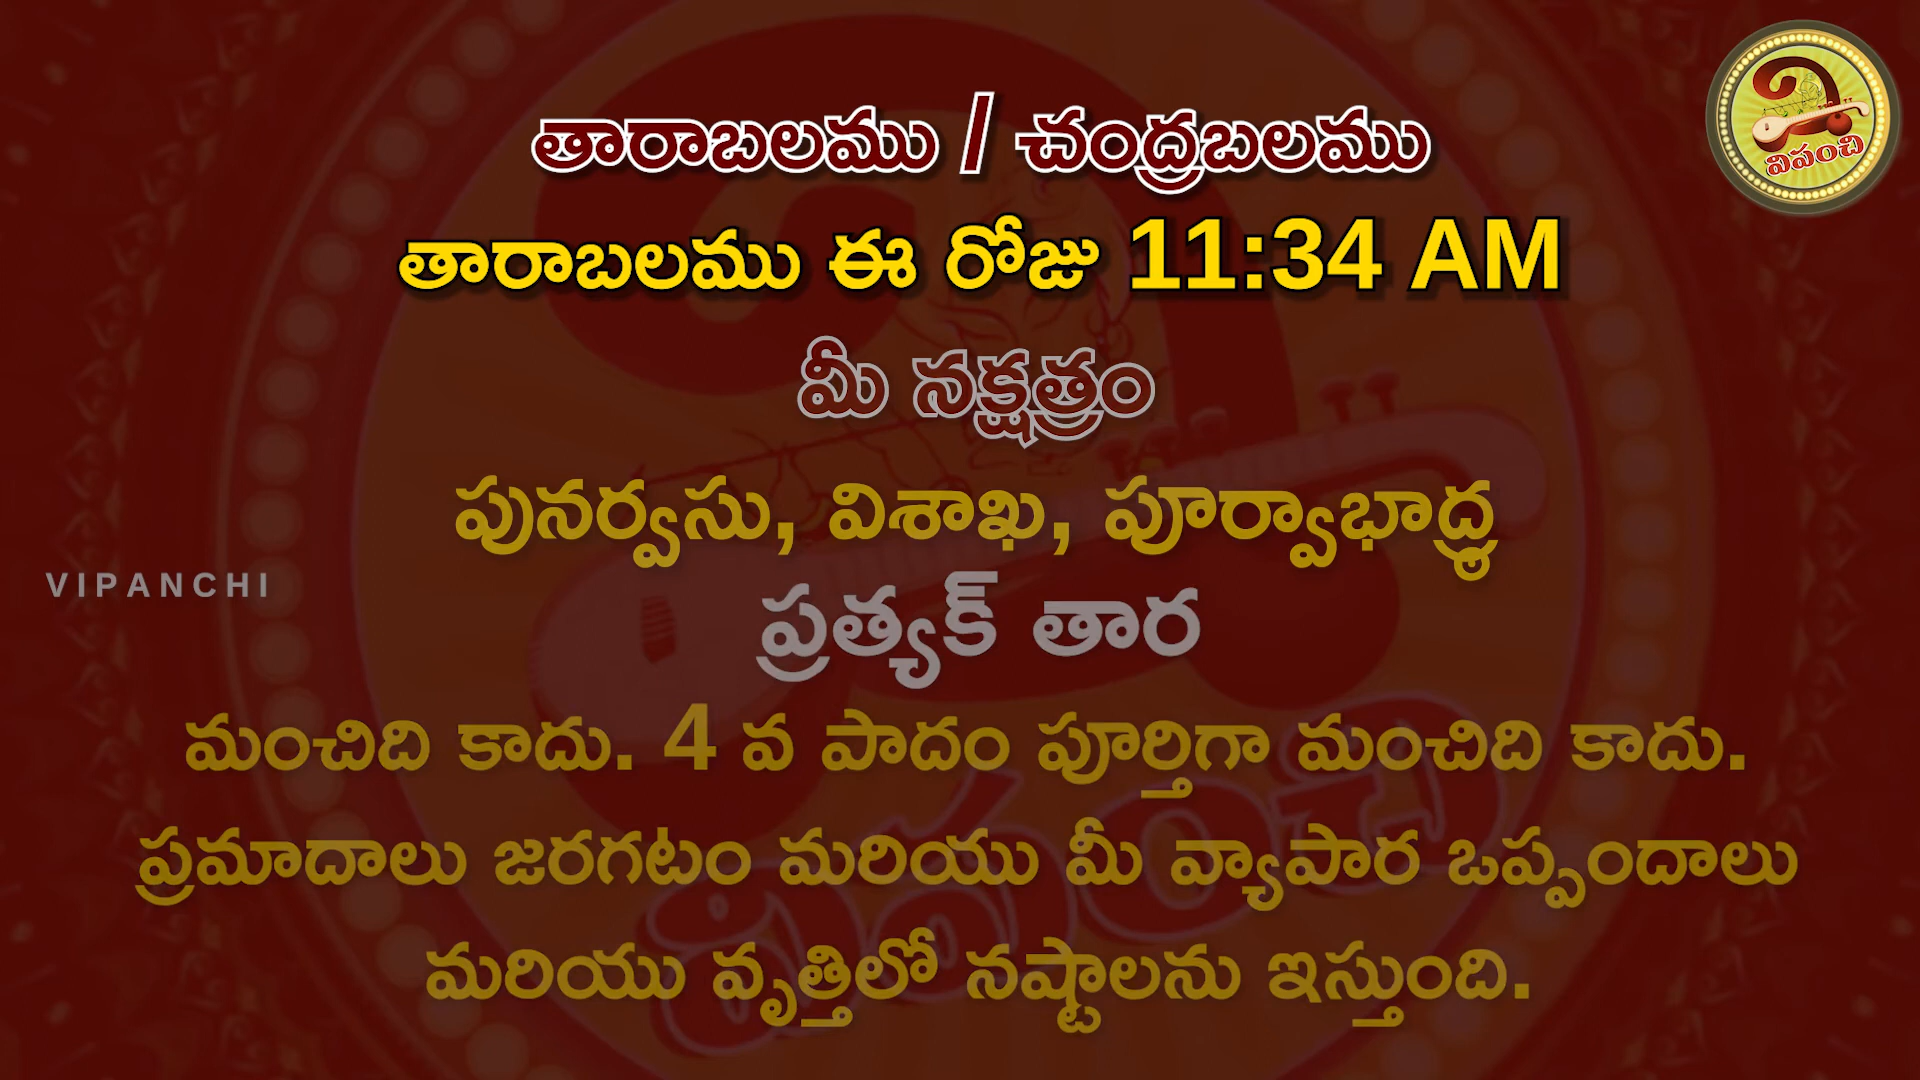 తారాబలము / చంద్రబలము
విపంచి
తారాబలము ఈ రోజు 11:34 AM
మీ నక్షత్రం
పునర్వసు, విశాఖ, పూర్వాభాద్ర
VIPANCHI
ప్రత్యక్ తార
మంచిది కాదు. 4 వ పాదం పూర్తిగా మంచిది కాదు.
ప్రమాదాలు జరగటం మరియు మీ వ్యాపార ఒప్పందాలు
మరియు వృత్తిలో నష్టాలను ఇస్తుంది.
విపంచి